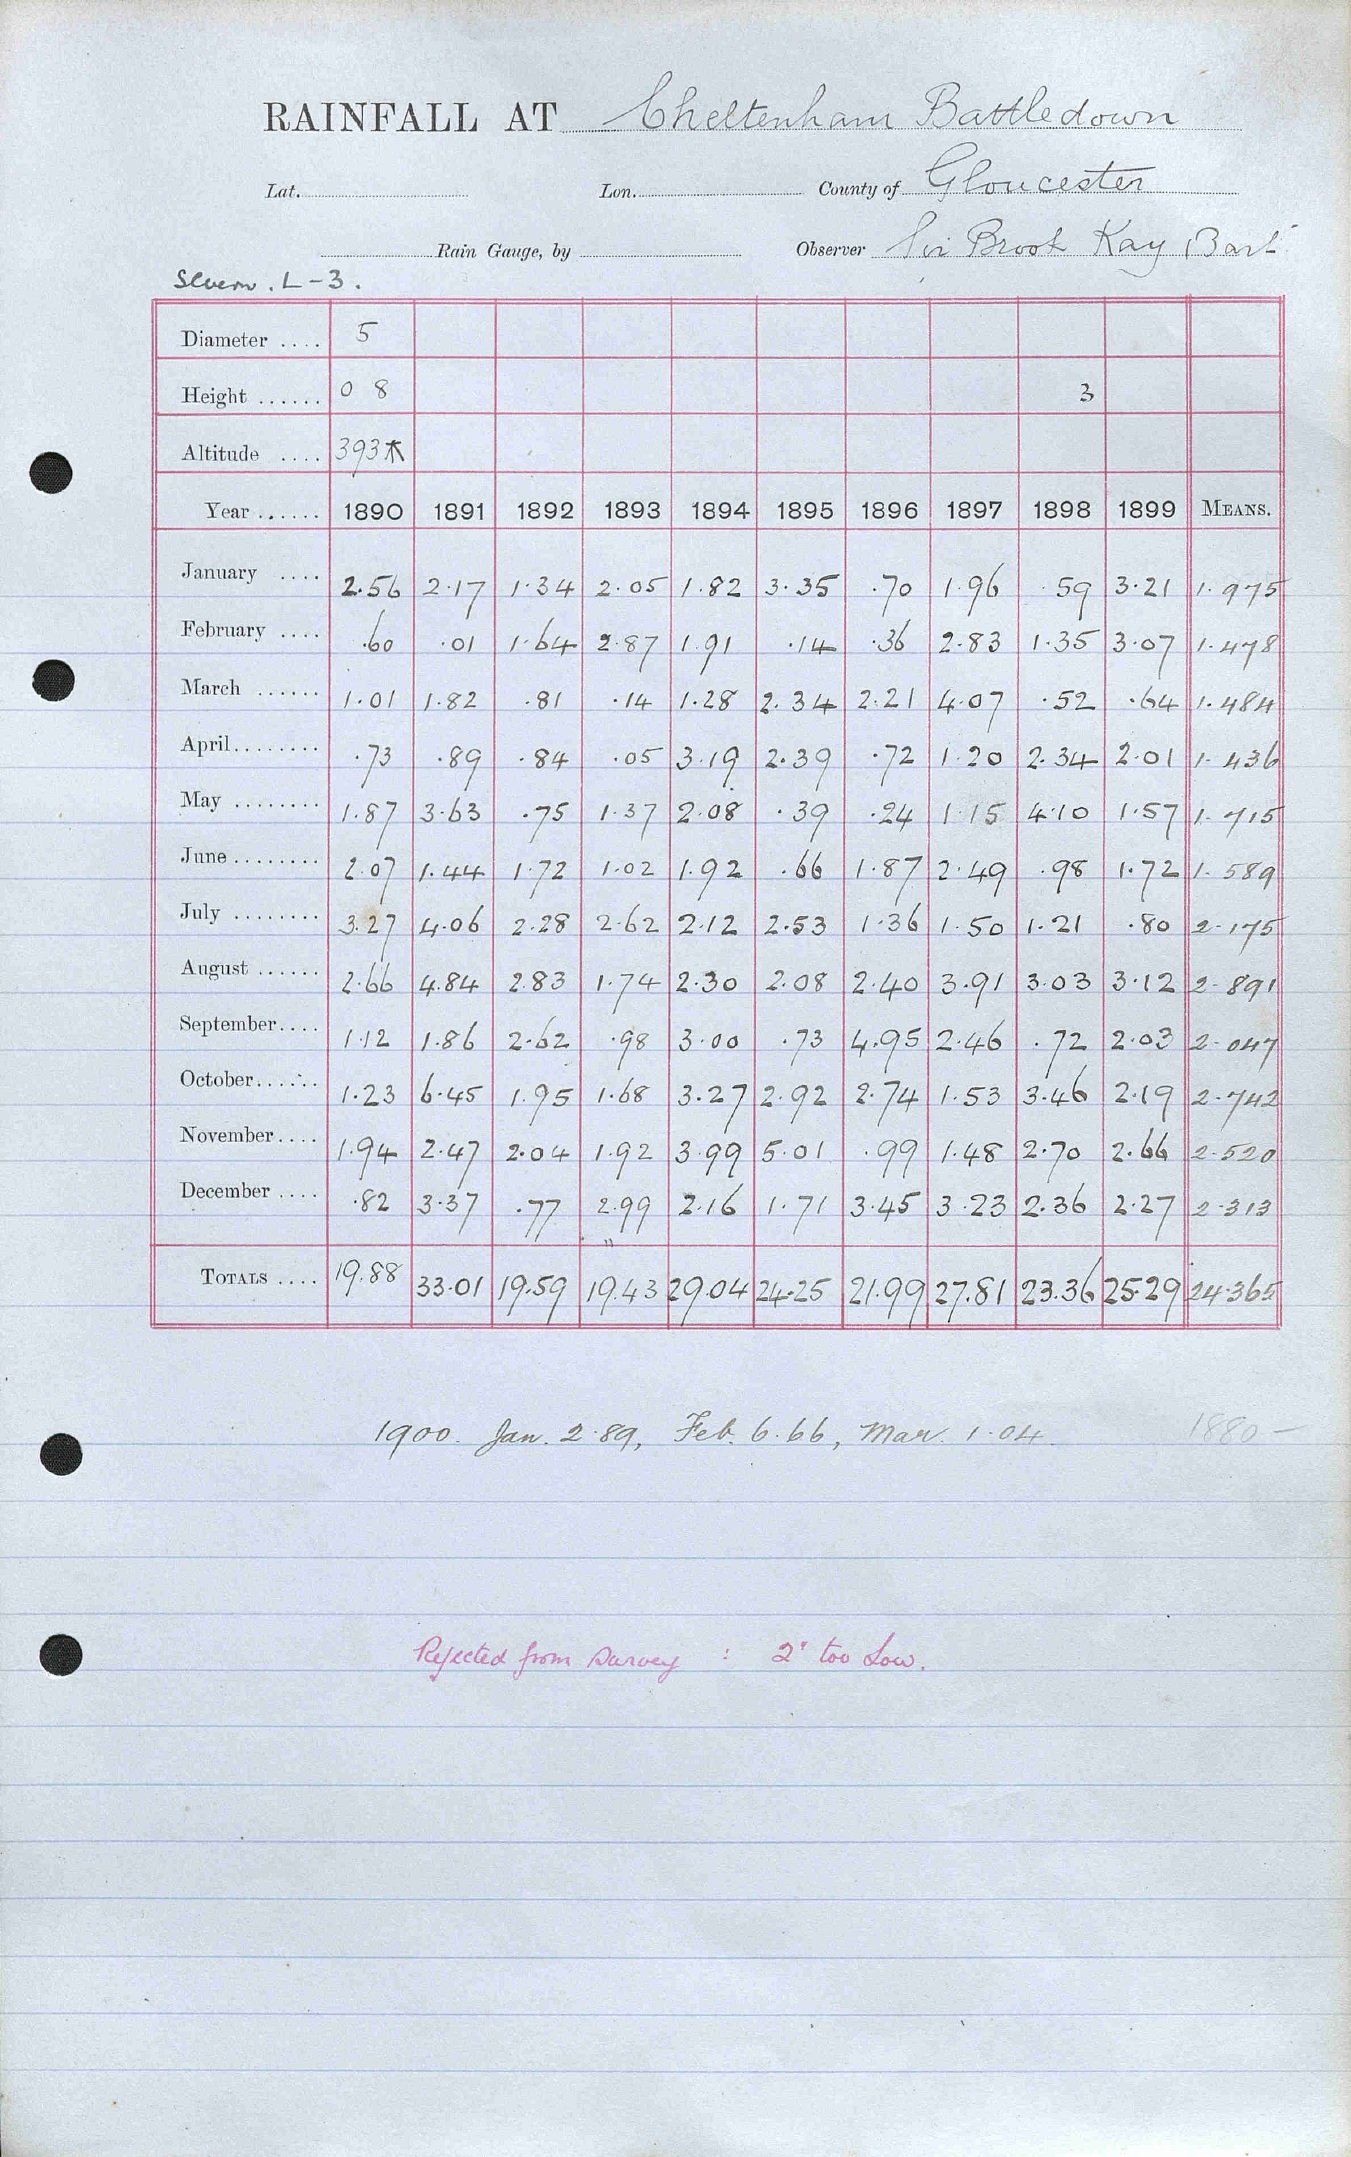 RAINFALL AT Cheltenham Battledown
Lat. Lon. County of Gloucester
Rain Gauge, by Observer Sir Brook Kay Bart
Severn. L-3.
Diameter .... 5
Height ...... 0 8 3
Altitude .... 393
Year ...... 1890 1891 1892 1893 1894 1895 1896 1897 1898 1899 MEANS.
January .... 2.56 2.17 1.34 2.05 1.82 3.35 .70 1.96 .59 3.21 1.975
February .... .60 .01 1.64 2.87 1.91 .14 .36 2.83 1.35 3.07 1.478
March ...... 1.01 1.82 .81 .14 1.28 2.34 2.21 4.07 .52 .64 1.484
April........ .73 .89 .84 .05 3.19 2.39 .72 1.20 2.34 2.01 1.436
May ........ 1.87 3.63 .75 1.37 2.08 .39 .24 1.15 4.10 1.57 1.715
June ........ 2.07 1.44 1.72 1.02 1.92 .66 1.87 2.49 .98 1.72 1.589
July ........ 3.27 4.06 2.28 2.62 2.12 2.53 1.36 1.50 1.21 .80 2.175
August ...... 2.66 4.84 2.83 1.74 2.30 2.08 2.40 3.91 3.03 3.12 2.891
September.... 1.12 1.86 2.62 .98 3.00 .73 4.95 2.46 .72 2.03 2.047
October...... 1.23 6.45 1.95 1.68 3.27 2.92 2.74 1.53 3.46 2.19 2.742
November.... 1.94 2.47 2.04 1.92 3.99 5.01 .99 1.48 2.70 2.66 2.520
December .... .82 3.37 .77 2.99 2.16 1.71 3.45 3.23 2.36 2.27 2.313
TOTALS .... 19.88 33.01 19.59 19.43 29.04 24.25 21.99 27.81 23.36 25.29 24.365
1900. Jan. 2.89, Feb. 6.66, Mar. 1.04. 1880-
Rejected from Survey : 2" too Low.